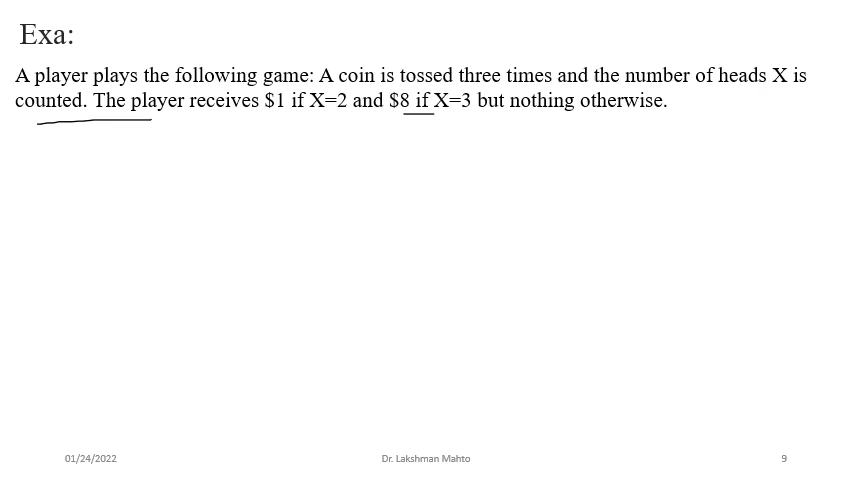 Exa:
A player plays the following game: A coin is tossed three times and the number of heads X is
counted. The player receives $1 if X=2 and $8 if X=3 but nothing otherwise.
01/24/2022
Dr. Lakshman Mahto
9